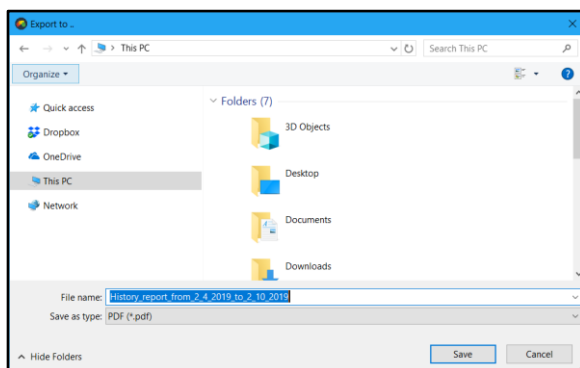 Export to ..
This PC
Search This PC
Organize
Quick access
Dropbox
OneDrive
This PC
Network
Folders (7)
3D Objects
Desktop
Documents
Downloads
File name: History_report_from_2_4_2019_to_2_10_2019
Save as type: PDF (*.pdf)
Hide Folders
Save
Cancel